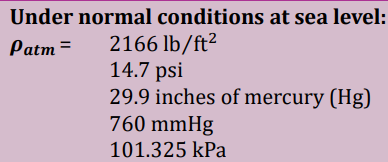 Under normal conditions at sea level:
ρatm = 2166 lb/ft²
14.7 psi
29.9 inches of mercury (Hg)
760 mmHg
101.325 kPa